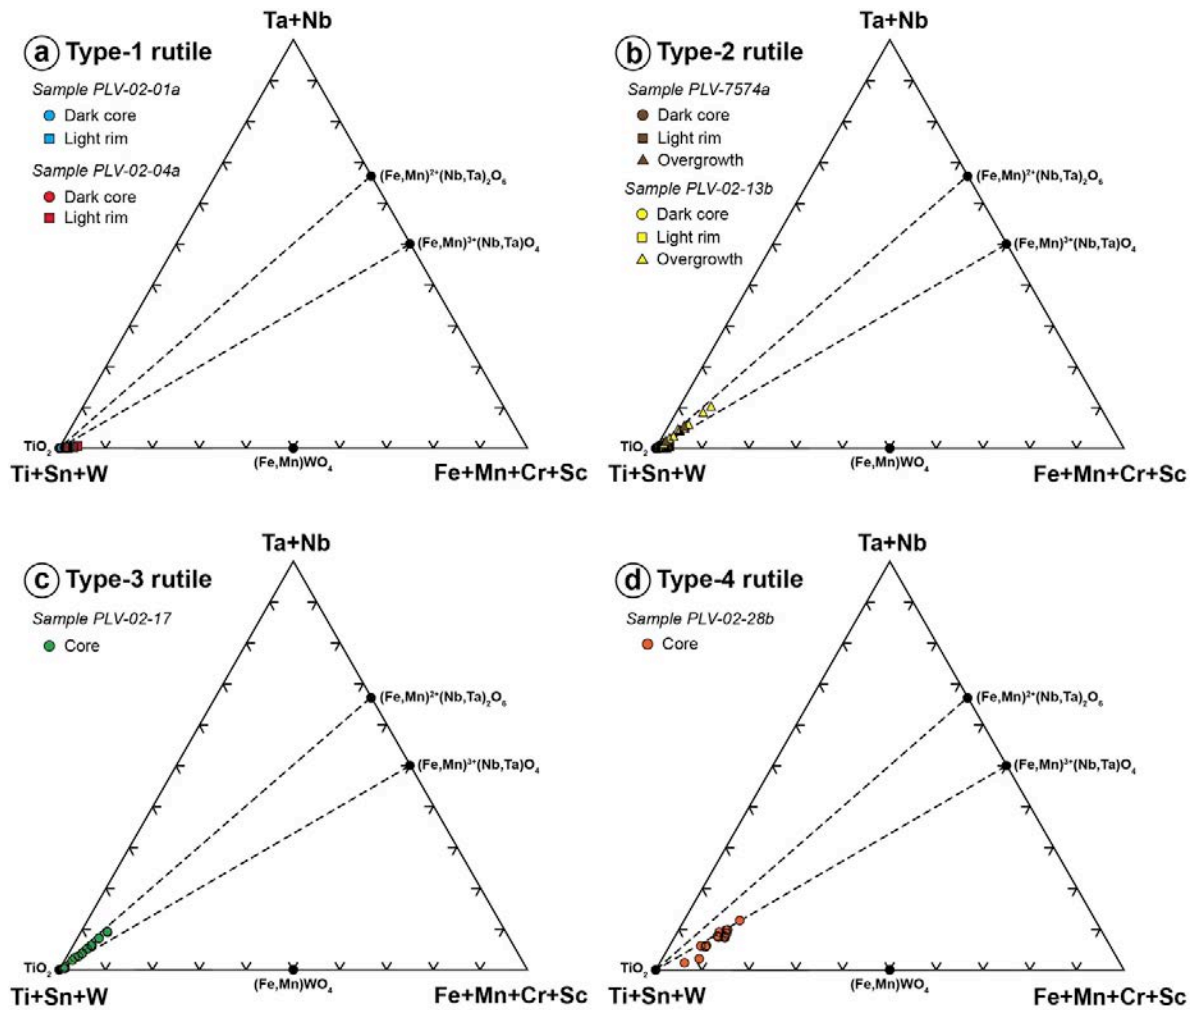 Ta+Nb
a Type-1 rutile
Sample PLV-02-01a
Dark core
Light rim
Sample PLV-02-04a
Dark core
Light rim
(Fe,Mn)²⁺(Nb,Ta)₂O₆
(Fe,Mn)³⁺(Nb,Ta)O₄
TiO₂
(Fe,Mn)WO₄
Ti+Sn+W
Fe+Mn+Cr+Sc
Ta+Nb
b Type-2 rutile
Sample PLV-7574a
Dark core
Light rim
Overgrowth
Sample PLV-02-13b
Dark core
Light rim
Overgrowth
(Fe,Mn)²⁺(Nb,Ta)₂O₆
(Fe,Mn)³⁺(Nb,Ta)O₄
TiO₂
(Fe,Mn)WO₄
Ti+Sn+W
Fe+Mn+Cr+Sc
Ta+Nb
c Type-3 rutile
Sample PLV-02-17
Core
(Fe,Mn)²⁺(Nb,Ta)₂O₆
(Fe,Mn)³⁺(Nb,Ta)O₄
TiO₂
(Fe,Mn)WO₄
Ti+Sn+W
Fe+Mn+Cr+Sc
Ta+Nb
d Type-4 rutile
Sample PLV-02-28b
Core
(Fe,Mn)²⁺(Nb,Ta)₂O₆
(Fe,Mn)³⁺(Nb,Ta)O₄
TiO₂
(Fe,Mn)WO₄
Ti+Sn+W
Fe+Mn+Cr+Sc